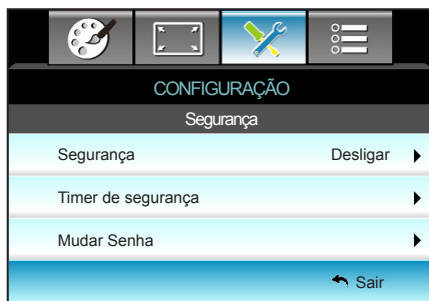 CONFIGURAÇÃO
Segurança
Segurança Desligar
Timer de segurança
Mudar Senha
Sair